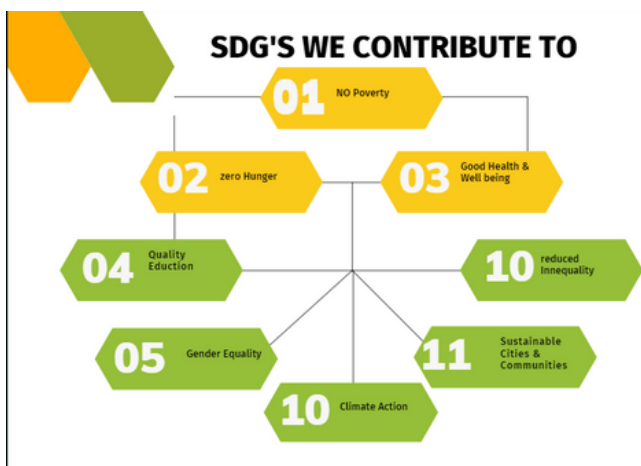 SDG'S WE CONTRIBUTE TO
01 NO Poverty
02 zero Hunger
03 Good Health &
Well being
04 Quality
Eduction
10 reduced
Innequality
05 Gender Equality
11 Sustainable
Cities &
Communities
10 Climate Action